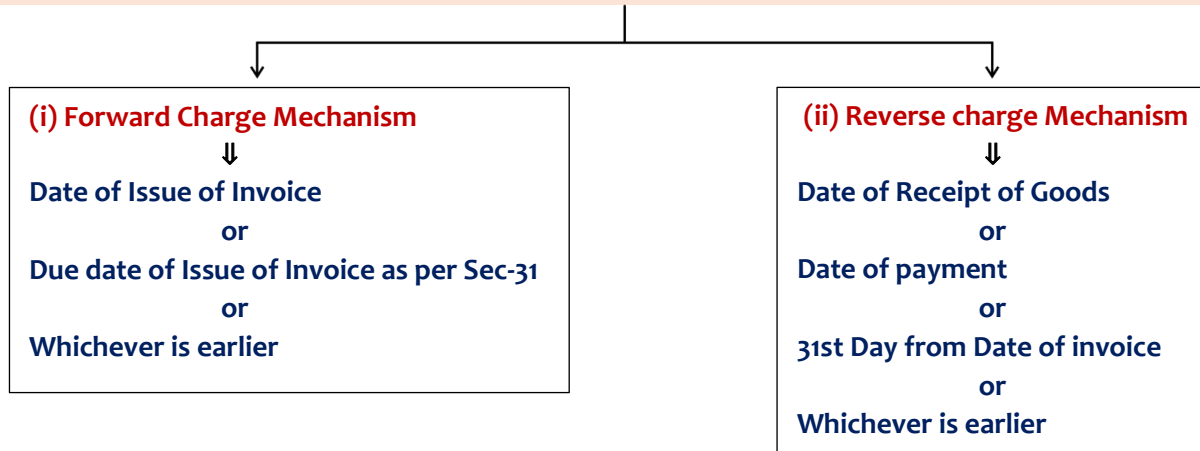 (i) Forward Charge Mechanism
⇓
Date of Issue of Invoice
or
Due date of Issue of Invoice as per Sec-31
or
Whichever is earlier
(ii) Reverse charge Mechanism
⇓
Date of Receipt of Goods
or
Date of payment
or
31st Day from Date of invoice
or
Whichever is earlier